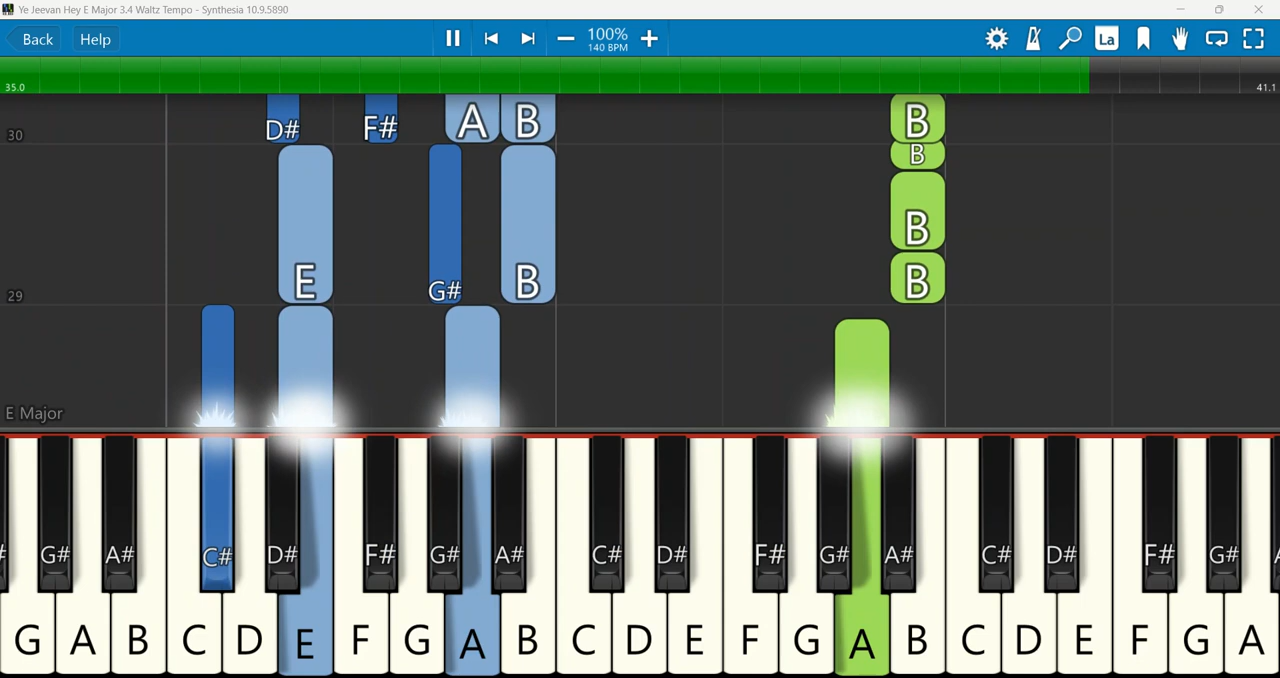 Ye Jeevan Hey E Major 3.4 Waltz Tempo - Synthesia 10.9.5890
Back Help 100% La
140 BPM
35.0 41.1
D# F# A B B
30
B
B
E G# B B
29
E Major
G# A# C# D# F# G# A# C# D# F# G# A# C# D# F# G#
G A B C D E F G A B C D E F G A B C D E F G A